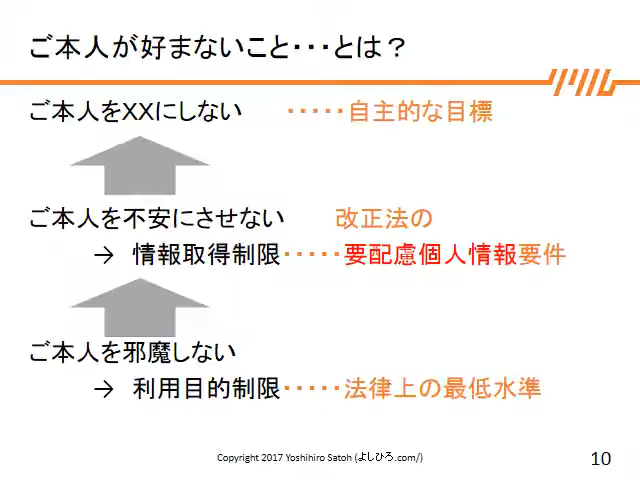 ご本人が好まないこと・・・とは？
ご本人をXXにしない ・・・・・自主的な目標
ご本人を不安にさせない 改正法の
→ 情報取得制限・・・・・要配慮個人情報要件
ご本人を邪魔しない
→ 利用目的制限・・・・・法律上の最低水準
Copyright 2017 Yoshihiro Satoh (よしひろ.com/)
10